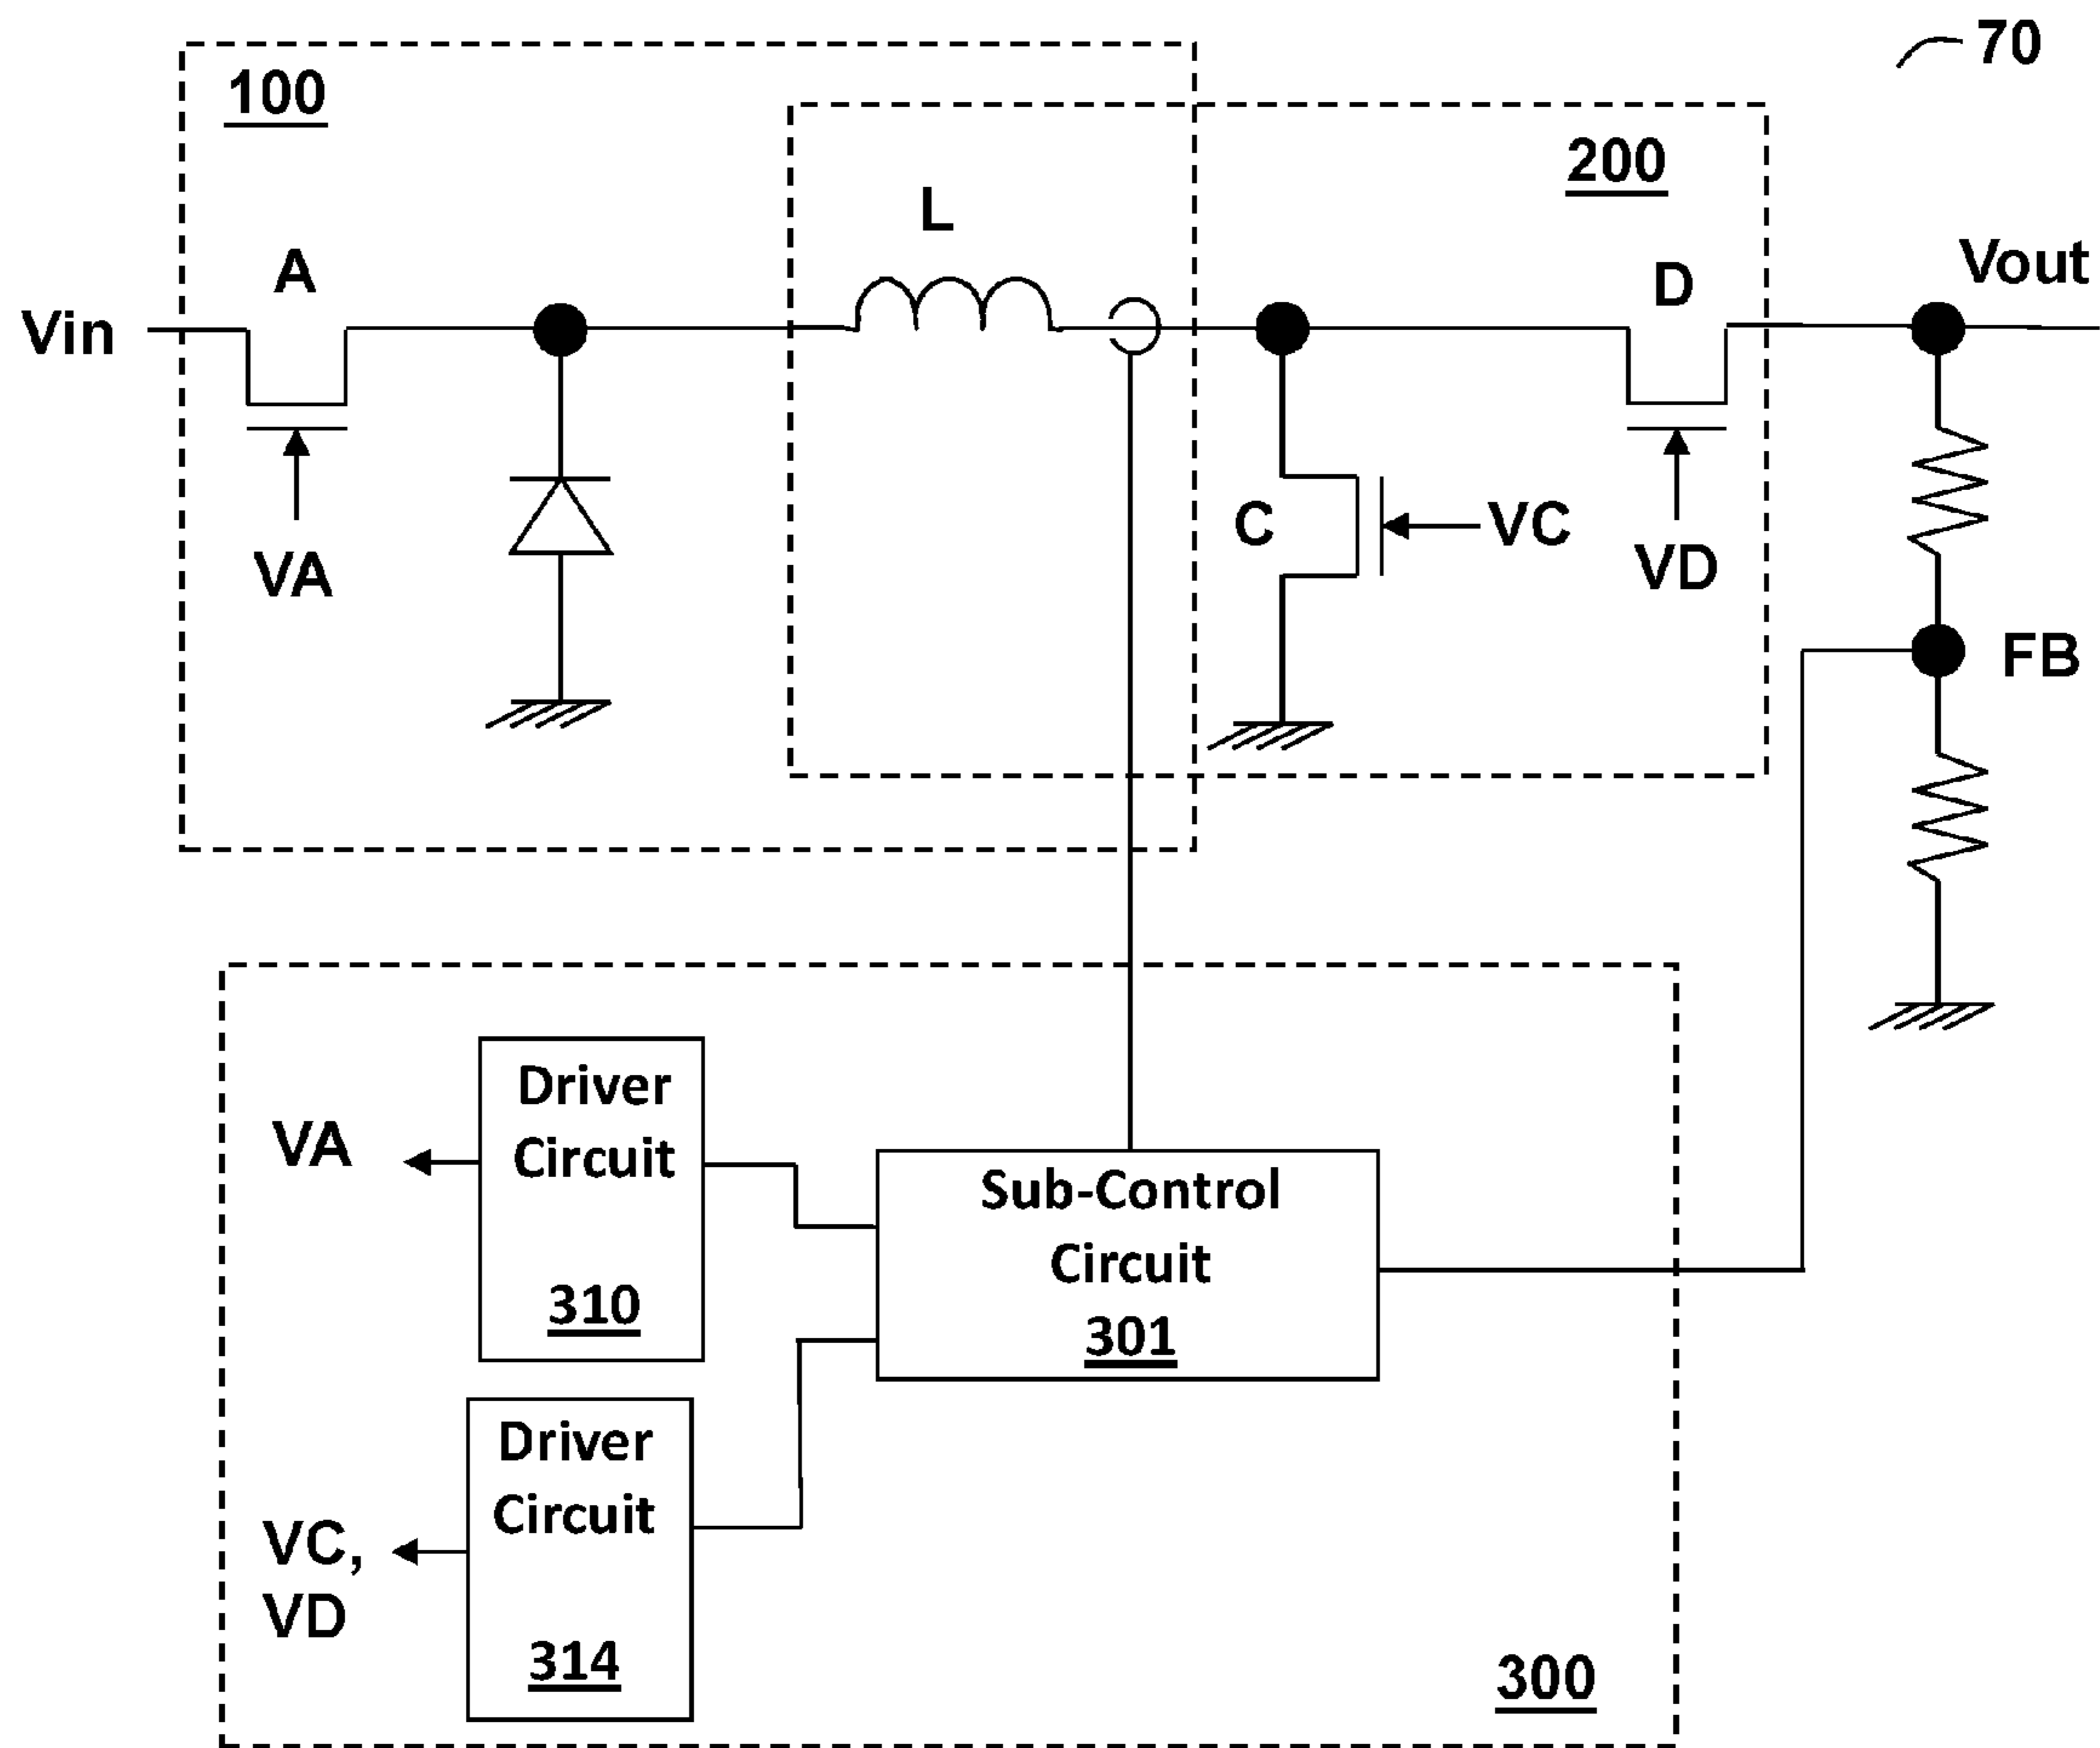 70
100
200
L
A
D
Vout
Vin
C
VC
VA
VD
FB
Driver
Circuit
310
VA
Sub-Control
Circuit
301
Driver
Circuit
314
VC,
VD
300